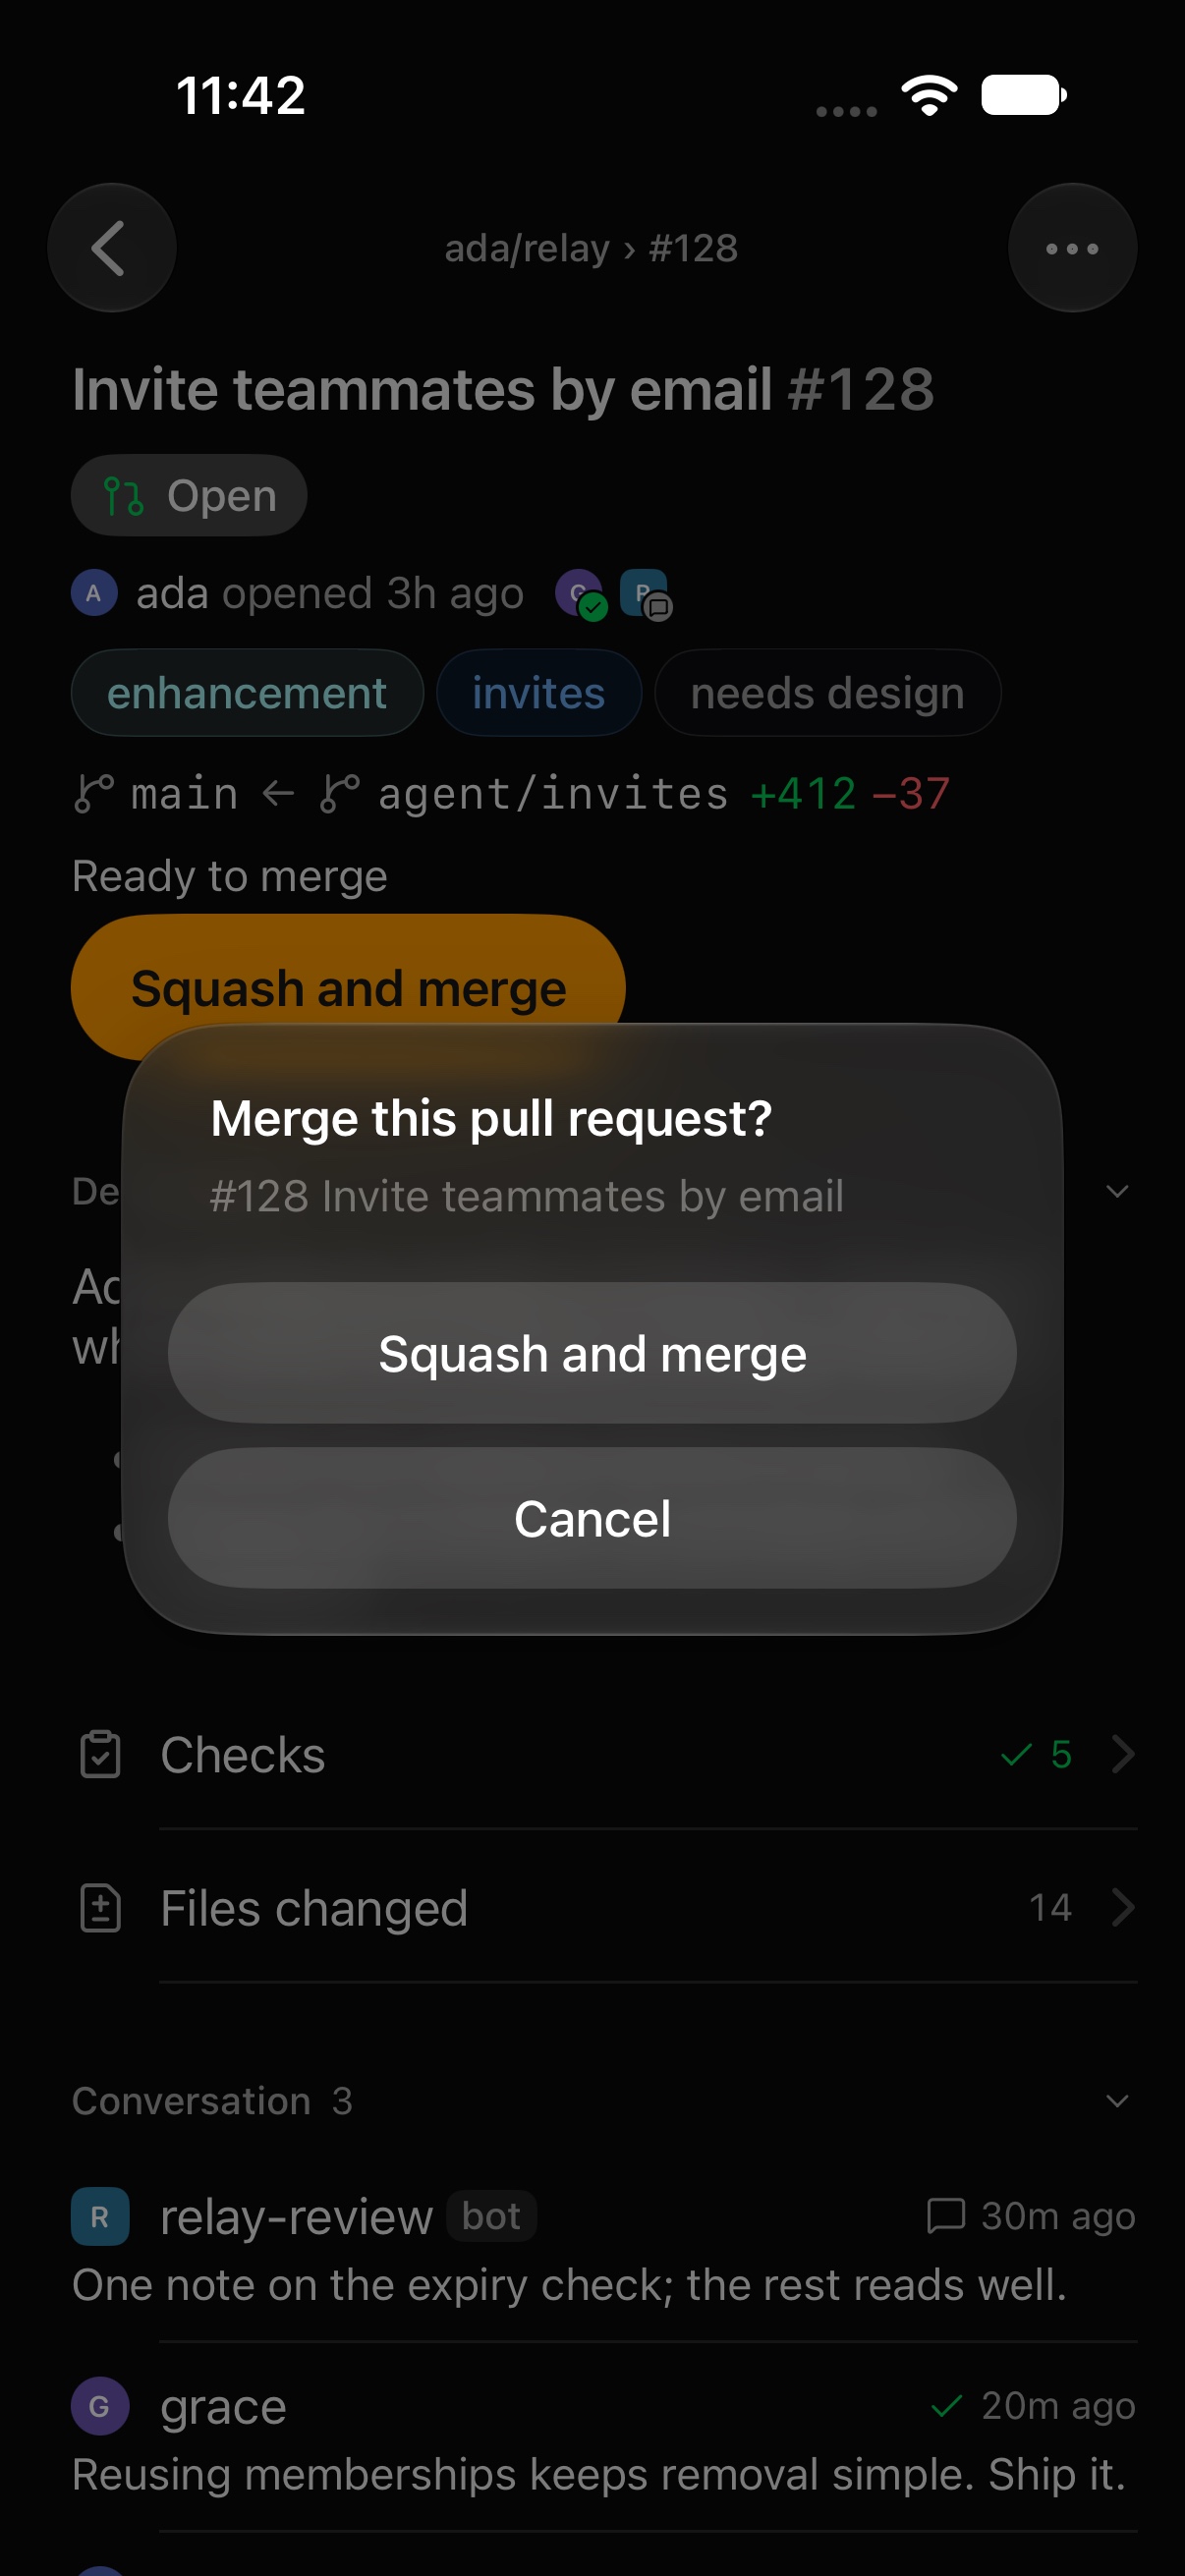 11:42
ada/relay › #128
Invite teammates by email #128
Open
A ada opened 3h ago G R
enhancement invites needs design
main ← agent/invites +412 −37
Ready to merge
Squash and merge
Merge this pull request?
#128 Invite teammates by email
Squash and merge
Cancel
Checks 5
Files changed 14
Conversation 3
R relay-review bot 30m ago
One note on the expiry check; the rest reads well.
G grace 20m ago
Reusing memberships keeps removal simple. Ship it.